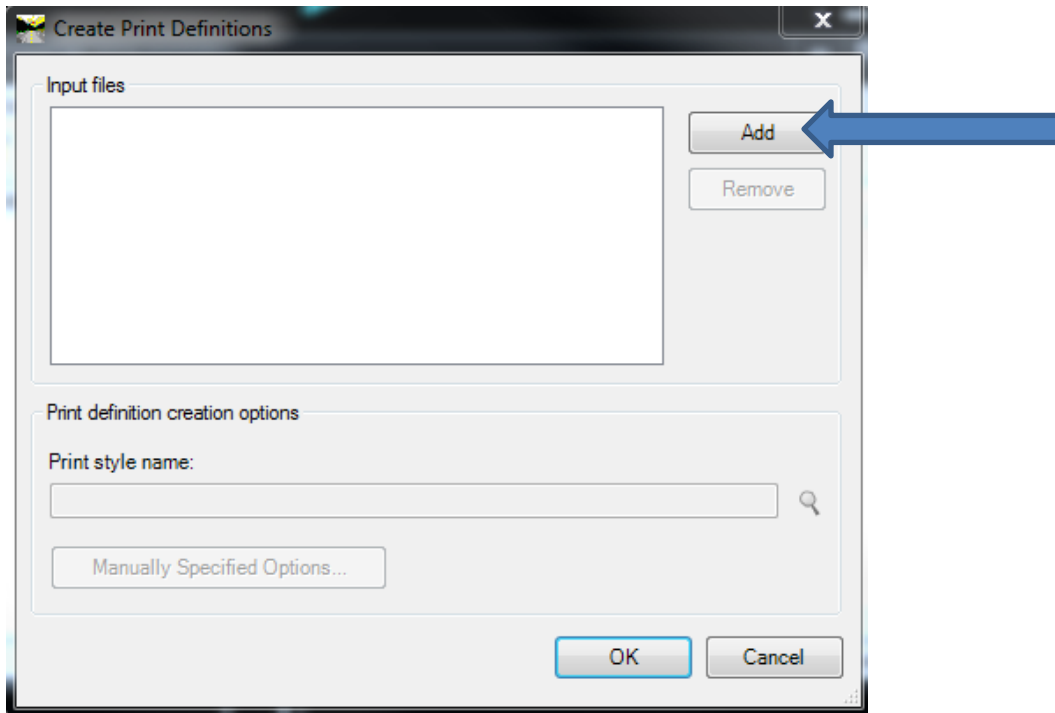 Create Print Definitions
x
Input files
Add
Remove
Print definition creation options
Print style name:
Manually Specified Options...
OK
Cancel